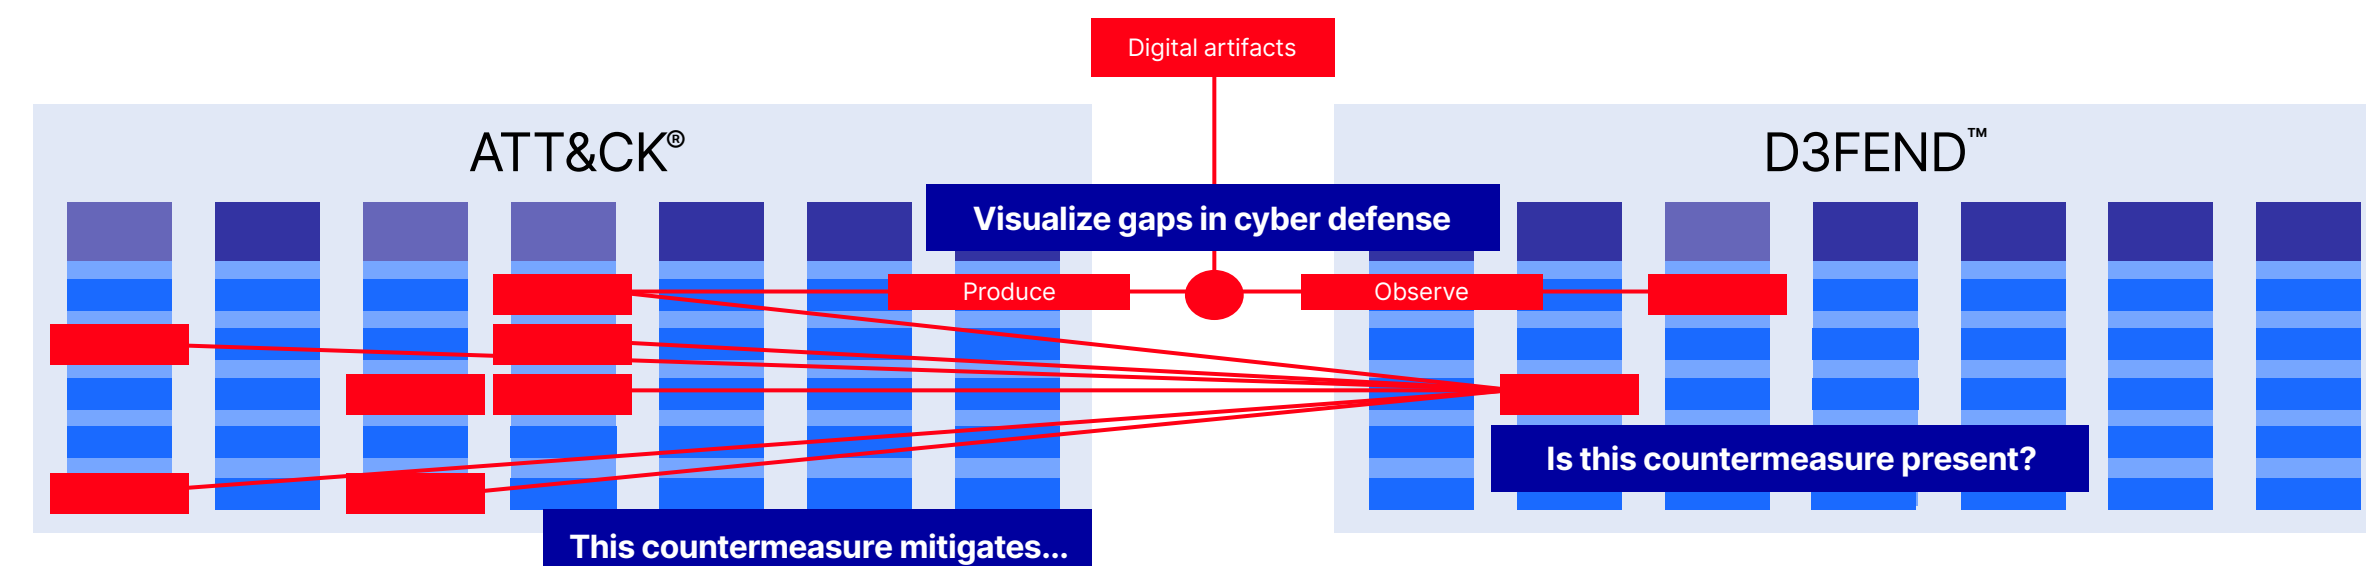 Digital artifacts
ATT&CK®
D3FEND™
Visualize gaps in cyber defense
Produce
Observe
Is this countermeasure present?
This countermeasure mitigates...